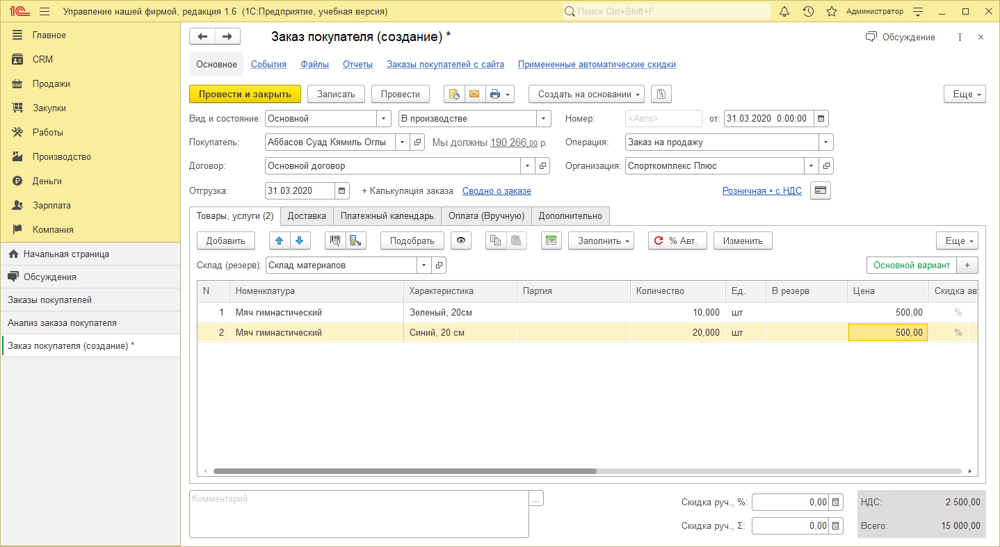 1С Управление нашей фирмой, редакция 1.6 (1С:Предприятие, учебная версия) Поиск Ctrl+Shift+F Администратор
Главное
CRM
Продажи
Закупки
Работы
Производство
Деньги
Зарплата
Компания
Начальная страница
Обсуждения
Заказы покупателей
Анализ заказа покупателя
Заказ покупателя (создание) *
Заказ покупателя (создание) * Обсуждение
Основное События Файлы Отчеты Заказы покупателей с сайта Примененные автоматические скидки
Провести и закрыть Записать Провести Создать на основании Еще
Вид и состояние: Основной В производстве Номер: <Авто> от: 31.03.2020 0:00:00
Покупатель: Аббасов Суад Кямиль Оглы Мы должны 190 266,00 р. Операция: Заказ на продажу
Договор: Основной договор Организация: Спорткомплекс Плюс
Отгрузка: 31.03.2020 + Калькуляция заказа Сводно о заказе Розничная • с НДС
Товары, услуги (2) Доставка Платежный календарь Оплата (Вручную) Дополнительно
Добавить Подобрать Заполнить % Авт. Изменить Еще
Склад (резерв): Склад материалов Основной вариант +
N Номенклатура Характеристика Партия Количество Ед. В резерв Цена Скидка ав
1 Мяч гимнастический Зеленый, 20см 10,000 шт 500,00 %
2 Мяч гимнастический Синий, 20 см 20,000 шт 500,00 %
Комментарий ...
Скидка руч., %: 0,00 НДС: 2 500,00
Скидка руч., Σ: 0,00 Всего: 15 000,00